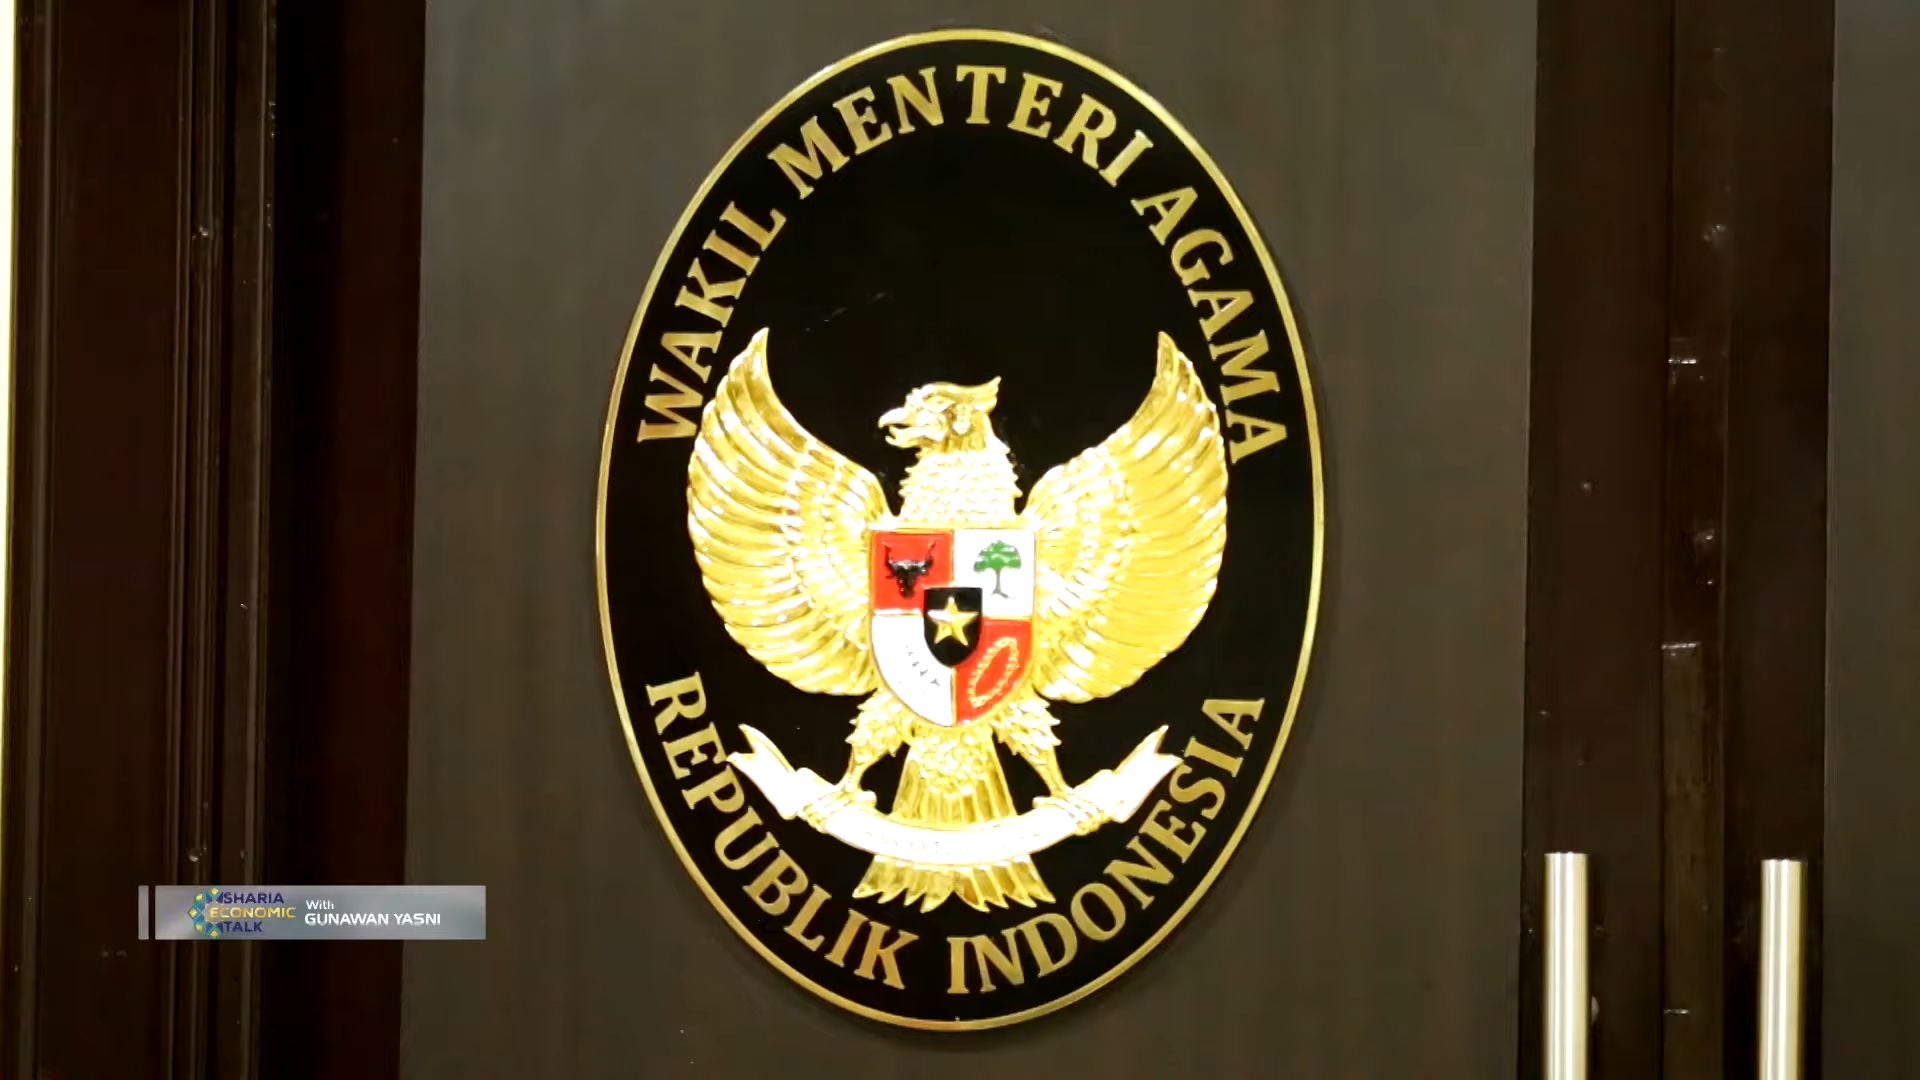 WAKIL MENTERI AGAMA
REPUBLIK INDONESIA
SHARIA
ECONOMIC
TALK
With
GUNAWAN YASNI